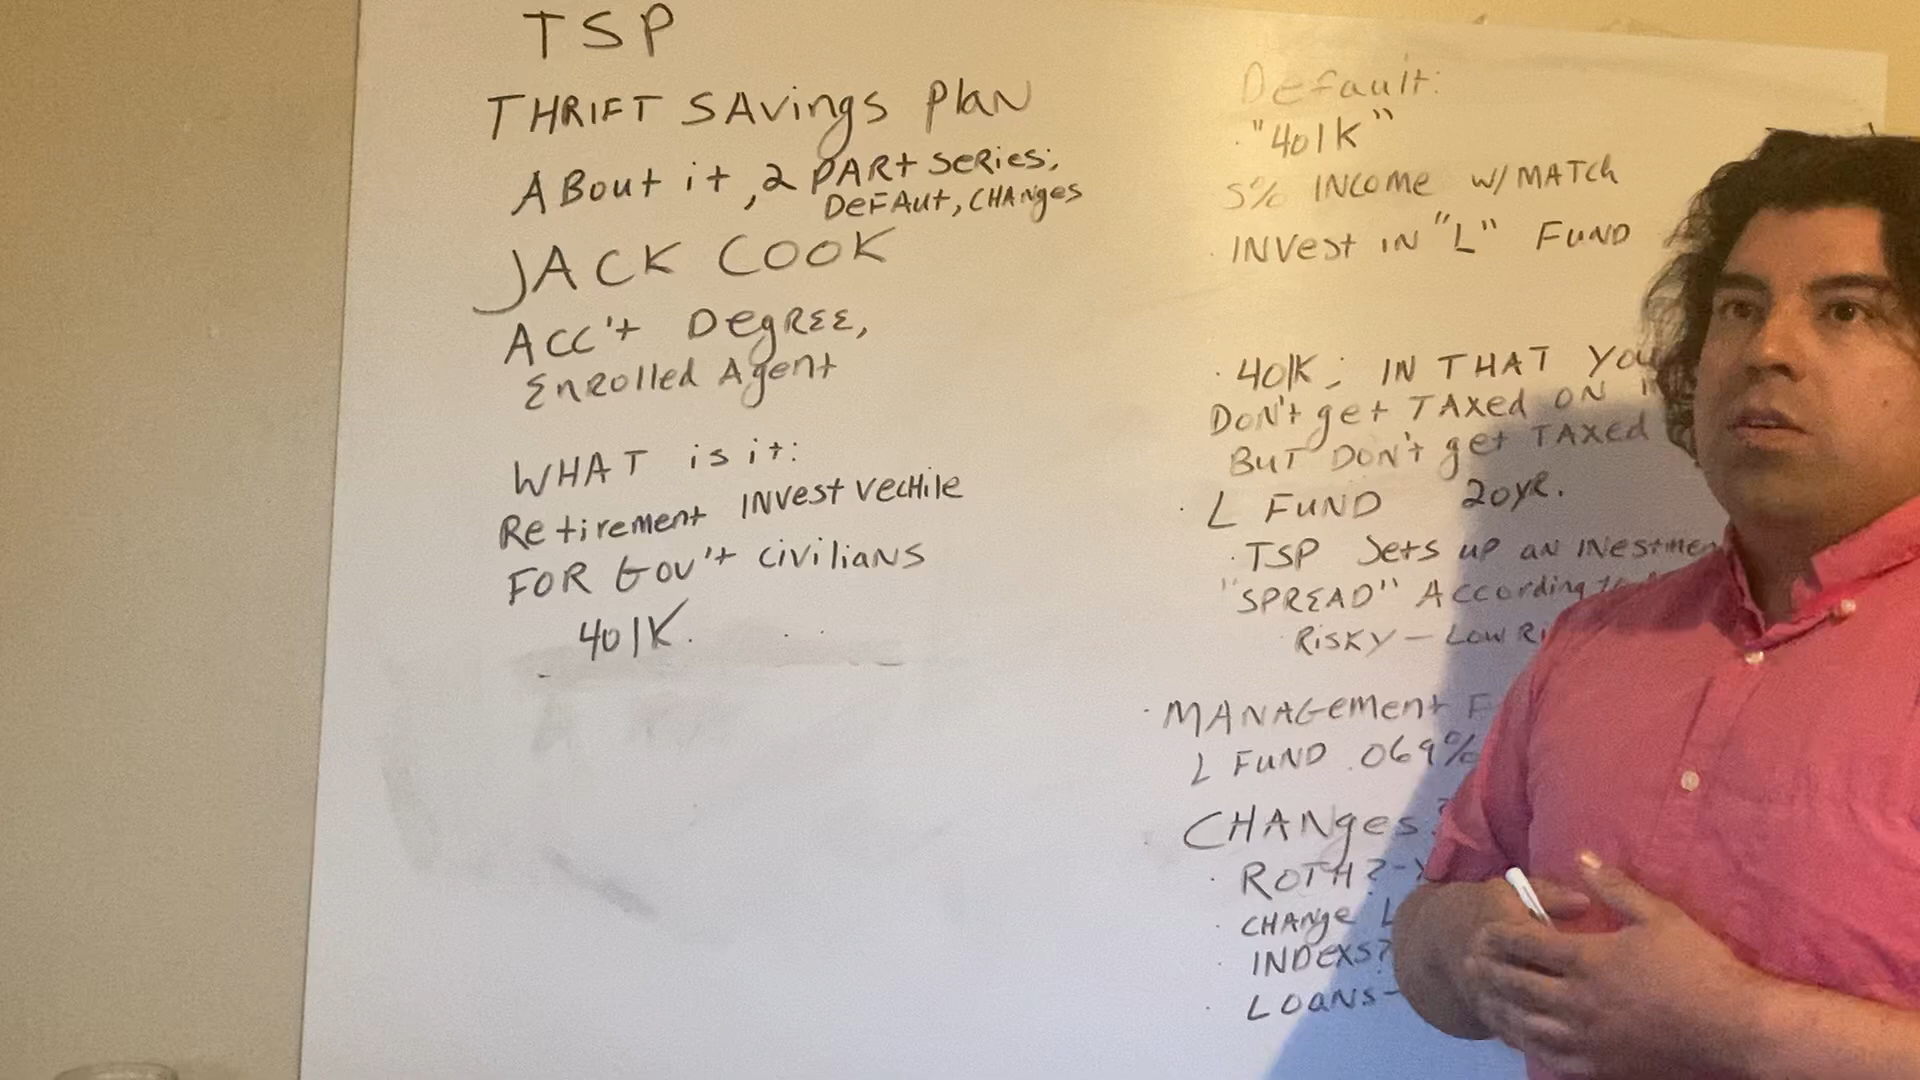 TSP
THRIFT SAvings Plan
ABout it, 2 PARt SeRies:
DeFAut, CHAnges
JACK COOK
Acc't DegREE,
Enrolled Agent
WHAT is it:
Retirement INVest VecHile
FOR Gov't civiliANS
401K.
Default:
"401K"
5% INCOME W/ MATCH
INVest IN "L" FUND
401K: IN THAT YOU
DON't get TAXed ON
BUT DON't get TAXed
L FUND 20YR.
TSP Sets up an INestmen
"SPREAD" According to
RISKY - LOW RI
MANAGement F
L FUND .069%
CHANges?
ROTH? - Y
CHANge L
INDEXS?
LOANS -